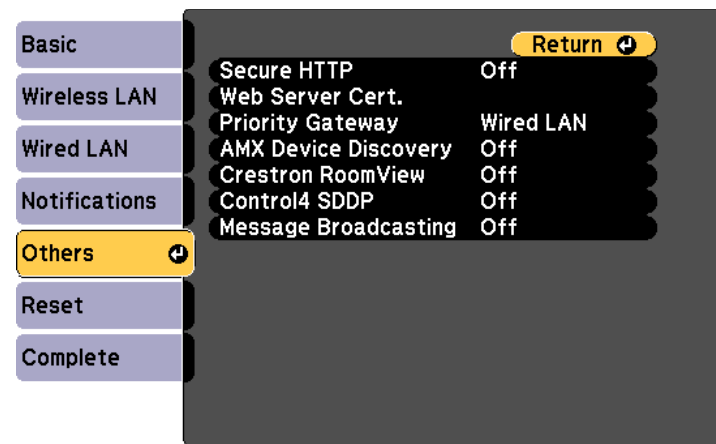 Basic
Wireless LAN
Wired LAN
Notifications
Others
Reset
Complete
Return
Secure HTTP Off
Web Server Cert.
Priority Gateway Wired LAN
AMX Device Discovery Off
Crestron RoomView Off
Control4 SDDP Off
Message Broadcasting Off